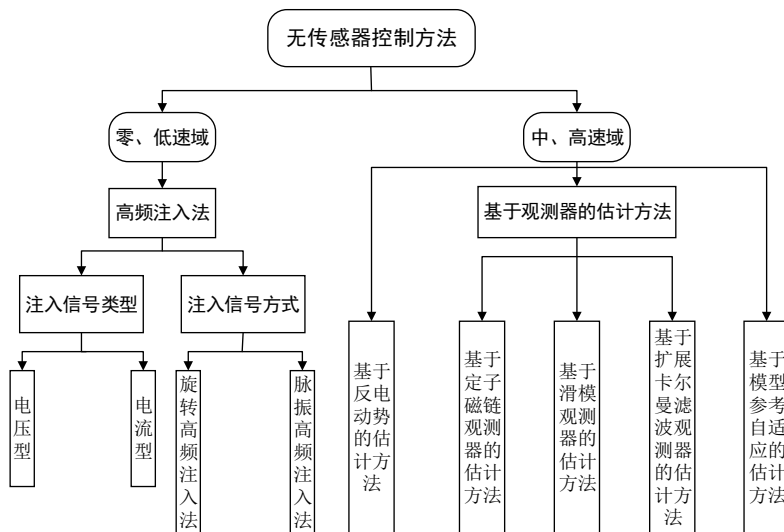 无传感器控制方法
零、低速域
中、高速域
高频注入法
基于观测器的估计方法
注入信号类型
注入信号方式
电压型
电流型
旋转高频注入法
脉振高频注入法
基于
反电
动势
的估
计方
法
基于
定子
磁链
观测
器的
估计
方法
基于
滑模
观测
器的
估计
方法
基于
扩展
卡尔
曼滤
波观
测器
的估
计方
法
基于
模型
参考
自适
应的
估计
方法